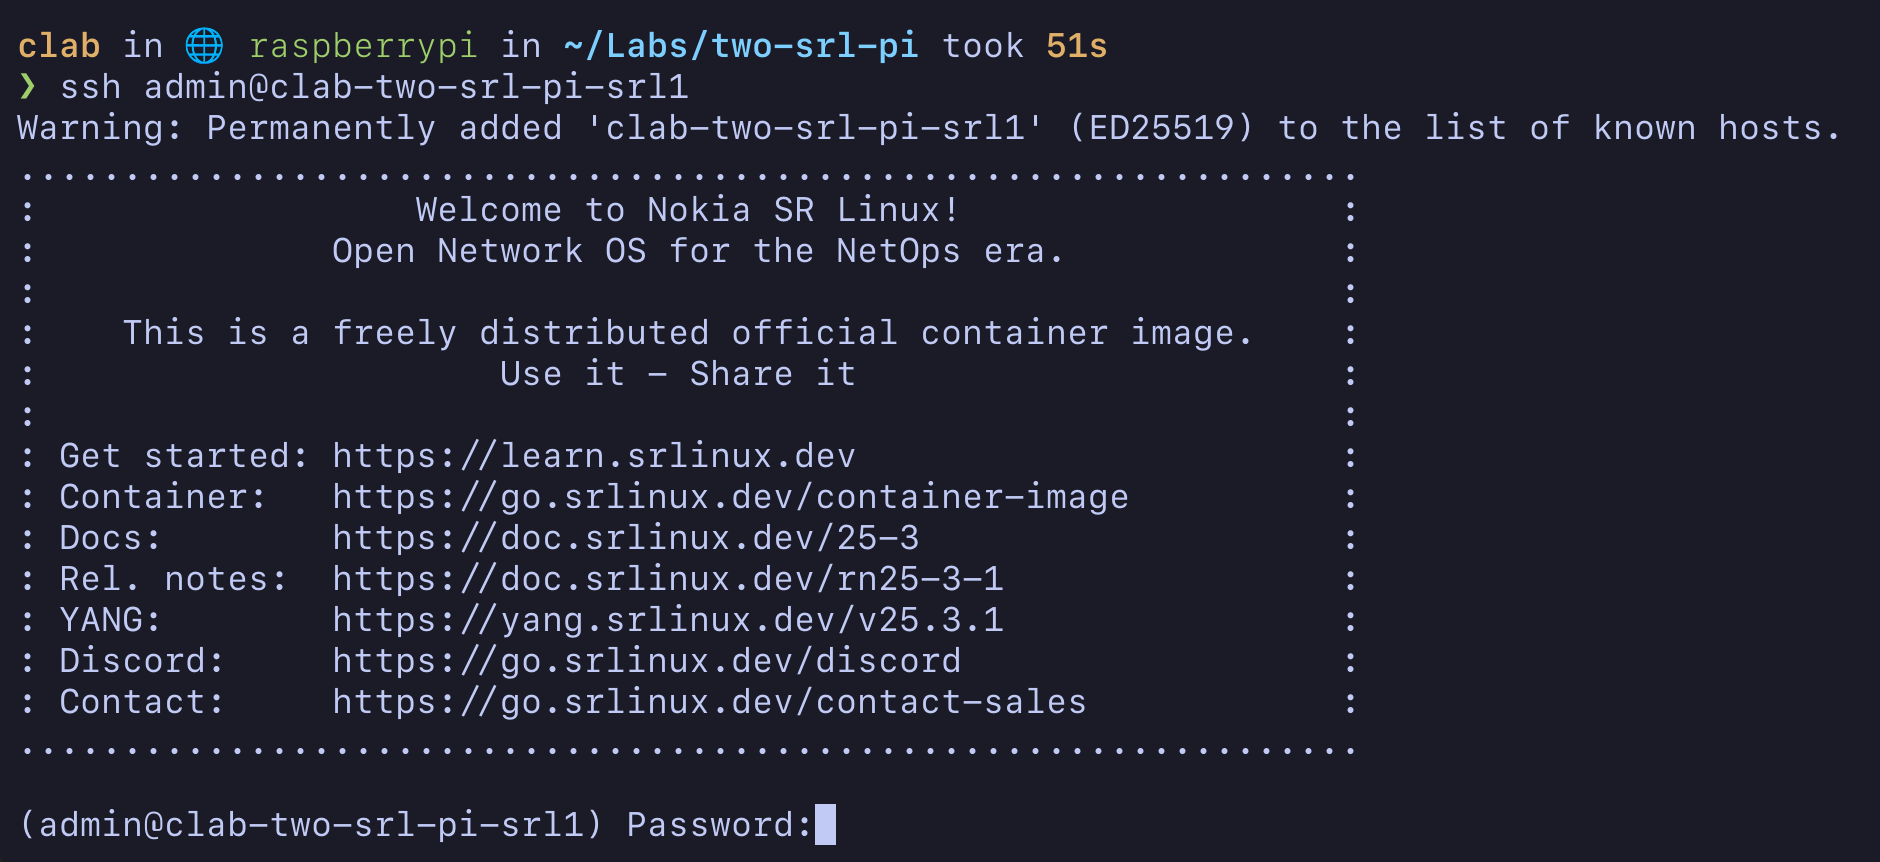 clab in 🌐 raspberrypi in ~/Labs/two-srl-pi took 51s
❯ ssh admin@clab-two-srl-pi-srl1
Warning: Permanently added 'clab-two-srl-pi-srl1' (ED25519) to the list of known hosts.
................................................................
:                  Welcome to Nokia SR Linux!                  :
:              Open Network OS for the NetOps era.             :
:                                                              :
:    This is a freely distributed official container image.    :
:                      Use it - Share it                       :
:                                                              :
: Get started: https://learn.srlinux.dev                       :
: Container:   https://go.srlinux.dev/container-image          :
: Docs:        https://doc.srlinux.dev/25-3                    :
: Rel. notes:  https://doc.srlinux.dev/rn25-3-1                :
: YANG:        https://yang.srlinux.dev/v25.3.1                :
: Discord:     https://go.srlinux.dev/discord                  :
: Contact:     https://go.srlinux.dev/contact-sales            :
................................................................
(admin@clab-two-srl-pi-srl1) Password: